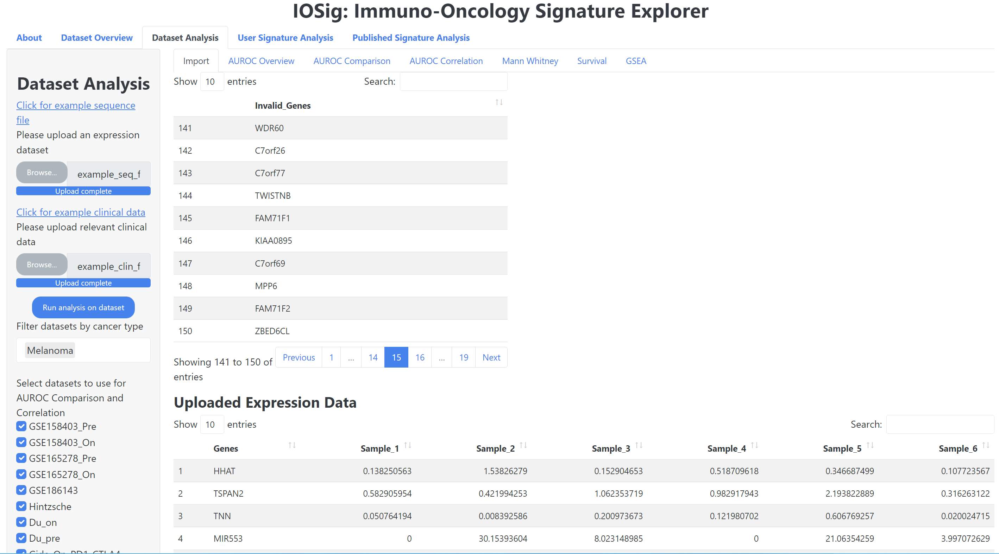 IOSig: Immuno-Oncology Signature Explorer
About Dataset Overview Dataset Analysis User Signature Analysis Published Signature Analysis
Dataset Analysis
Click for example sequence
file
Please upload an expression
dataset
Browse... example_seq_f
Upload complete
Click for example clinical data
Please upload relevant clinical
data
Browse... example_clin_f
Upload complete
Run analysis on dataset
Filter datasets by cancer type
Melanoma
Select datasets to use for
AUROC Comparison and
Correlation
GSE158403_Pre
GSE158403_On
GSE165278_Pre
GSE165278_On
GSE186143
Hintzsche
Du_on
Du_pre
Import AUROC Overview AUROC Comparison AUROC Correlation Mann Whitney Survival GSEA
Show 10 entries Search:
Invalid_Genes
141 WDR60
142 C7orf26
143 C7orf77
144 TWISTNB
145 FAM71F1
146 KIAA0895
147 C7orf69
148 MPP6
149 FAM71F2
150 ZBED6CL
Showing 141 to 150 of
entries
Previous 1 ... 14 15 16 ... 19 Next
Uploaded Expression Data
Show 10 entries Search:
Genes Sample_1 Sample_2 Sample_3 Sample_4 Sample_5 Sample_6
1 HHAT 0.138250563 1.53826279 0.152904653 0.518709618 0.346687499 0.107723567
2 TSPAN2 0.582905954 0.421994253 1.062353719 0.982917943 2.193822889 0.316263122
3 TNN 0.050764194 0.008392586 0.200973673 0.121980702 0.606769257 0.020024715
4 MIR553 0 30.15393604 8.023148985 0 21.06354259 3.997072629